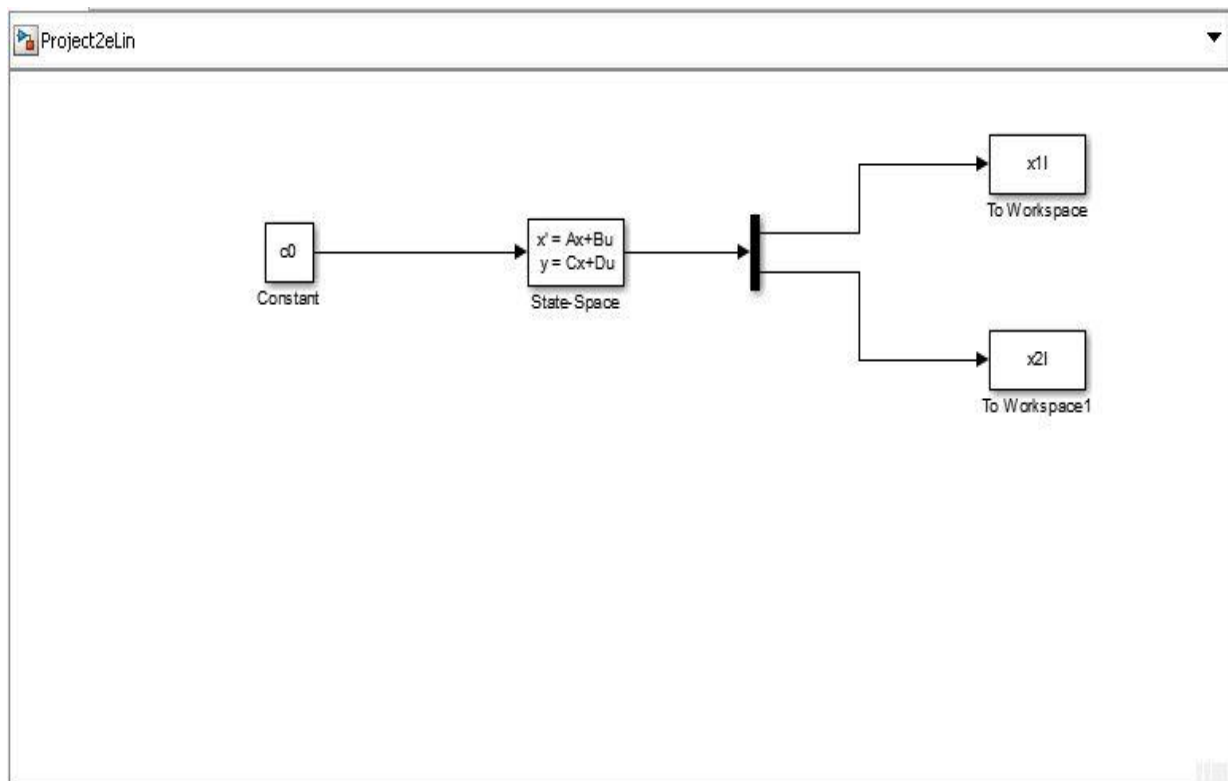 Project2eLin
c0
Constant
x' = Ax+Bu
y = Cx+Du
State-Space
x1l
To Workspace
x2l
To Workspace1